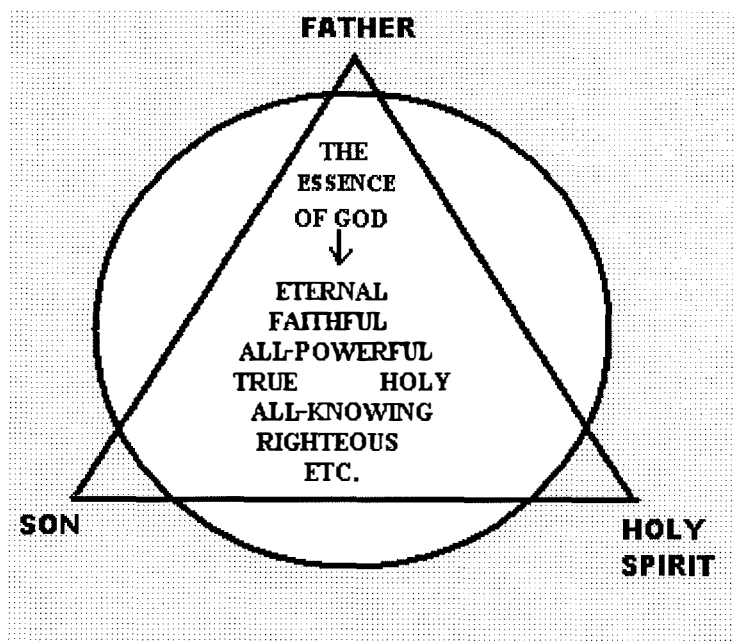 FATHER
THE
ESSENCE
OF GOD
ETERNAL
FAITHFUL
ALL-POWERFUL
TRUE HOLY
ALL-KNOWING
RIGHTEOUS
ETC.
SON
HOLY
SPIRIT